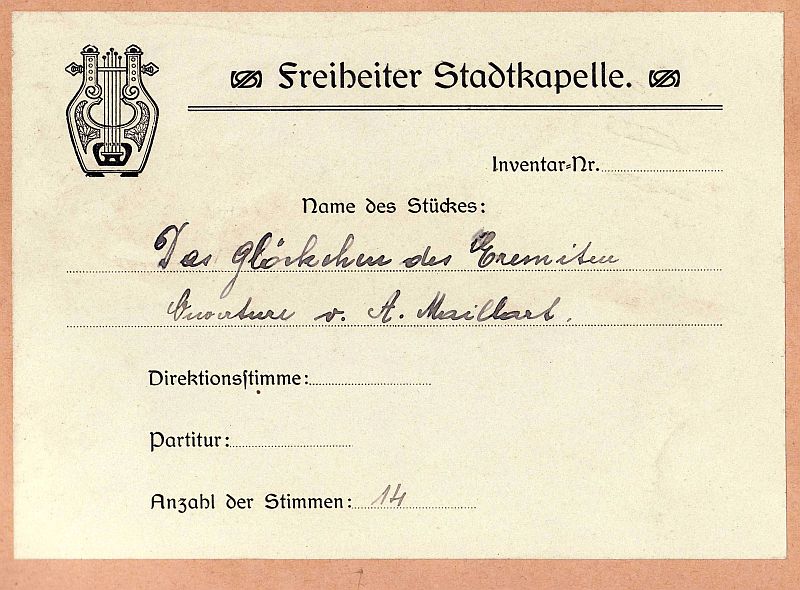 Freiheiter Stadtkapelle.
Inventar-Nr.
Name des Stückes:
Das Glöckchen des Eremiten
Ouverture v. A. Maillart.
Direktionsstimme:
Partitur:
Anzahl der Stimmen: 14